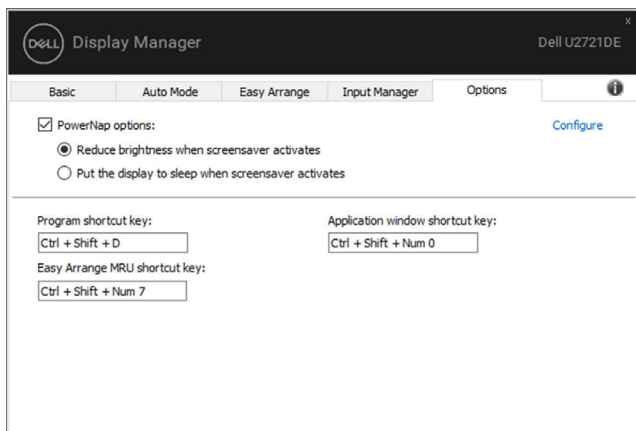 DELL Display Manager
x
Dell U2721DE
Basic Auto Mode Easy Arrange Input Manager Options i
PowerNap options: Configure
Reduce brightness when screensaver activates
Put the display to sleep when screensaver activates
Program shortcut key: Application window shortcut key:
Ctrl + Shift + D Ctrl + Shift + Num 0
Easy Arrange MRU shortcut key:
Ctrl + Shift + Num 7